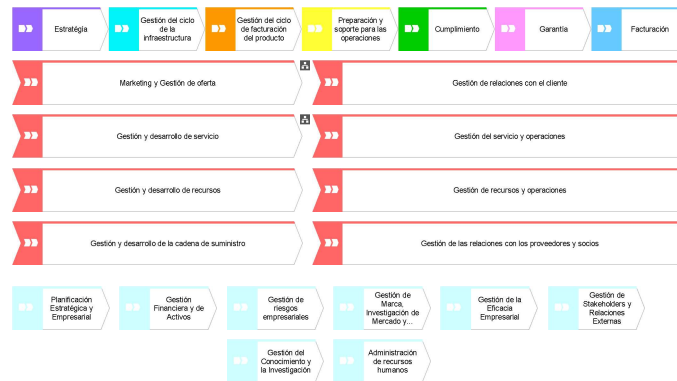 Estratégía
Gestión del ciclo
de la
infraestructura
Gestión del ciclo
de facturación
del producto
Preparación y
soporte para las
operaciones
Cumplimiento
Garantía
Facturación
Marketing y Gestión de oferta
Gestión de relaciones con el cliente
Gestión y desarrollo de servicio
Gestión del servicio y operaciones
Gestión y desarrollo de recursos
Gestión de recursos y operaciones
Gestión y desarrollo de la cadena de suministro
Gestión de las relaciones con los proveedores y socios
Planificación
Estratégica y
Empresarial
Gestión
Financiera y de
Activos
Gestión de
riesgos
empresariales
Gestión de
Marca,
Investigación de
Mercado y...
Gestión de la
Eficacia
Empresarial
Gestión de
Stakeholders y
Relaciones
Externas
Gestión del
Conocimiento y
la Investigación
Administración
de recursos
humanos